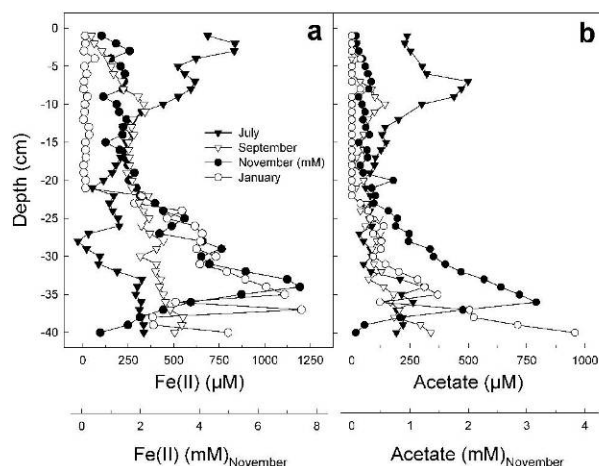 a
b
0
-5
-10
-15
-20
-25
-30
-35
-40
Depth (cm)
July
September
November (mM)
January
0 250 500 750 1000 1250
0 250 500 750 1000
Fe(II) (µM)
Acetate (µM)
0 2 4 6 8
0 1 2 3 4
Fe(II) (mM)November
Acetate (mM)November